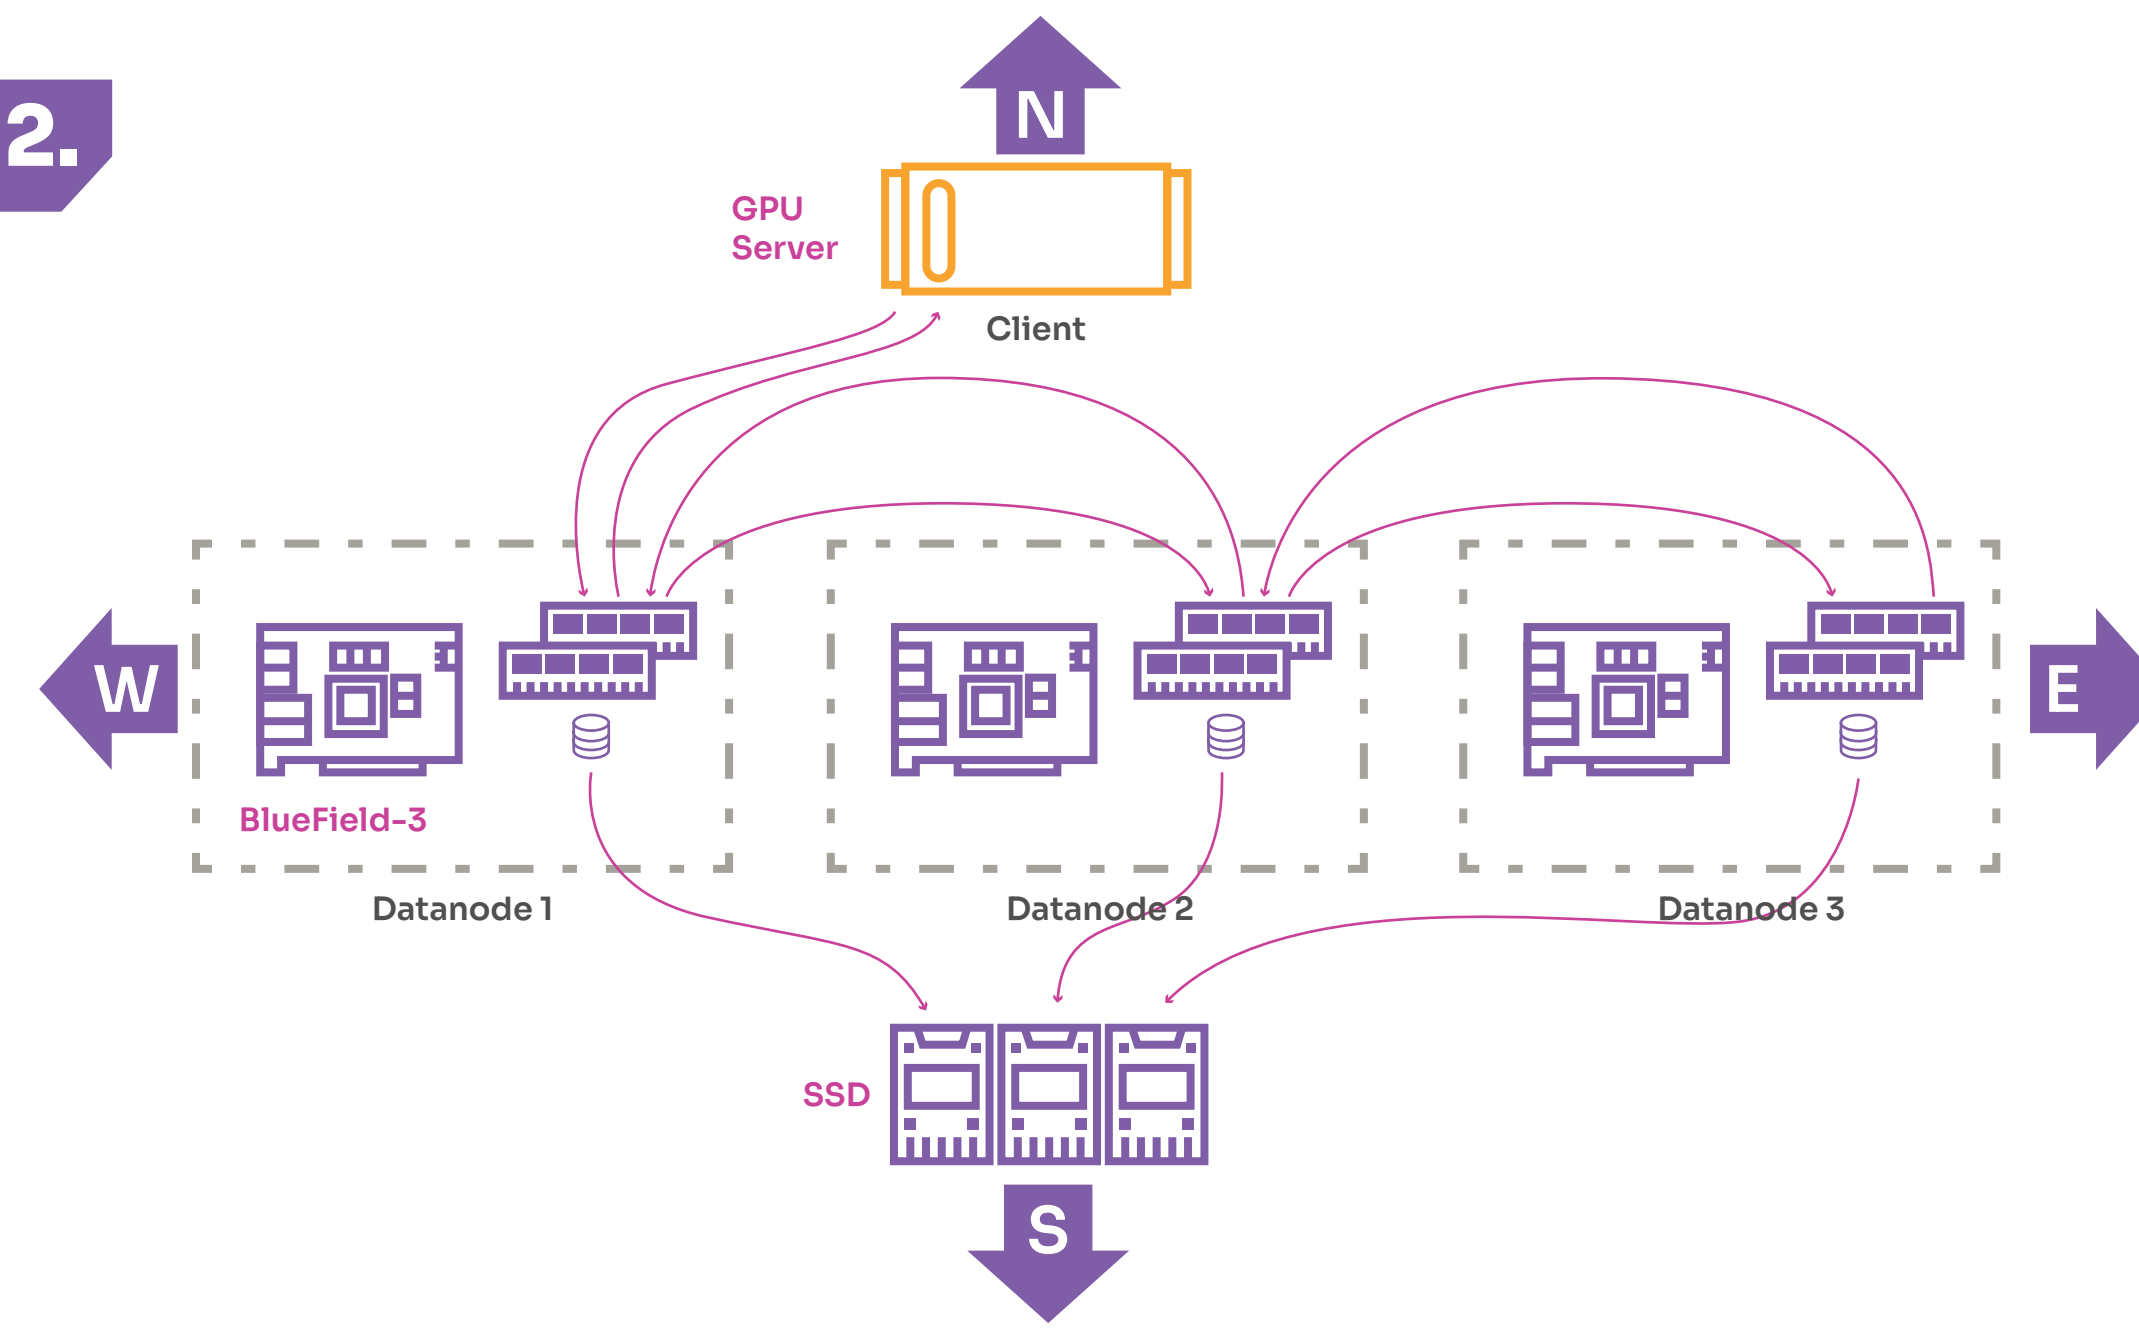 2.
N
GPU
Server
Client
W
E
BlueField-3
Datanode 1
Datanode 2
Datanode 3
SSD
S